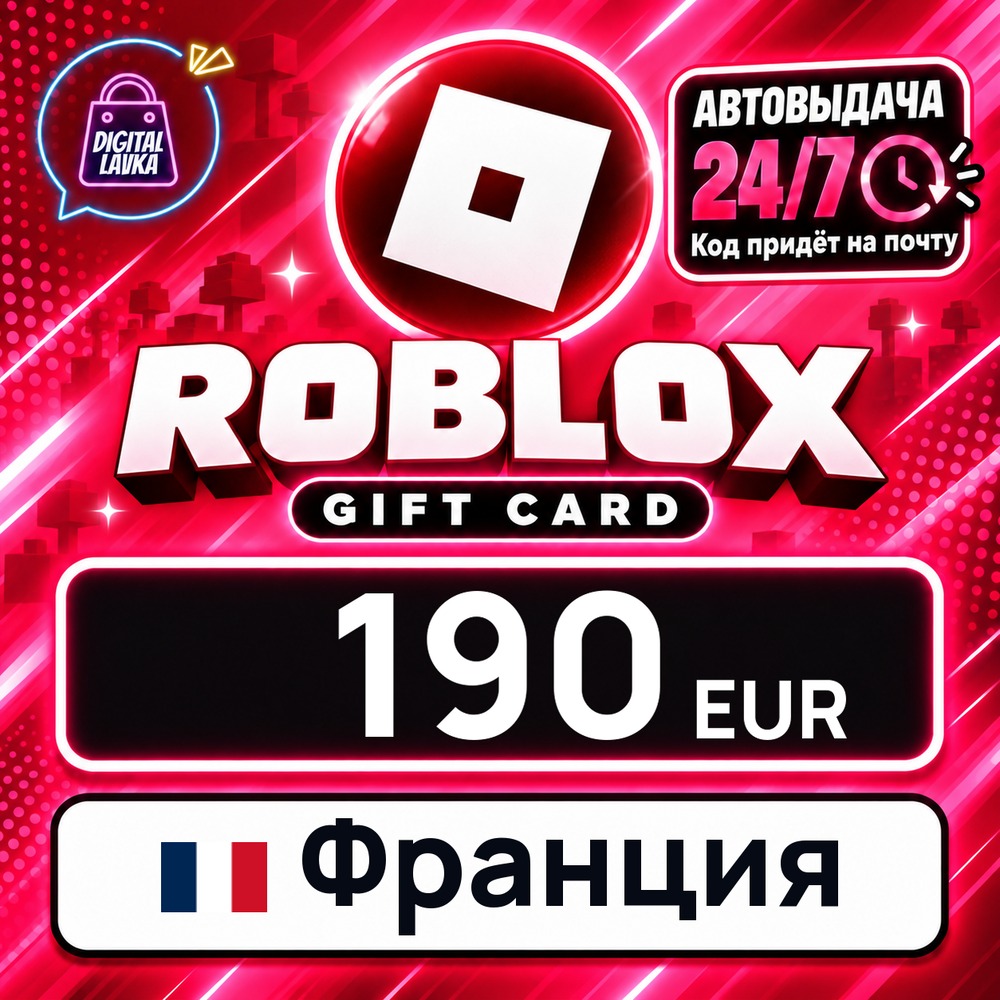 DIGITAL
LAVKA
АВТОВЫДАЧА
24/7
Код придёт на почту
ROBLOX
GIFT CARD
190 EUR
Франция